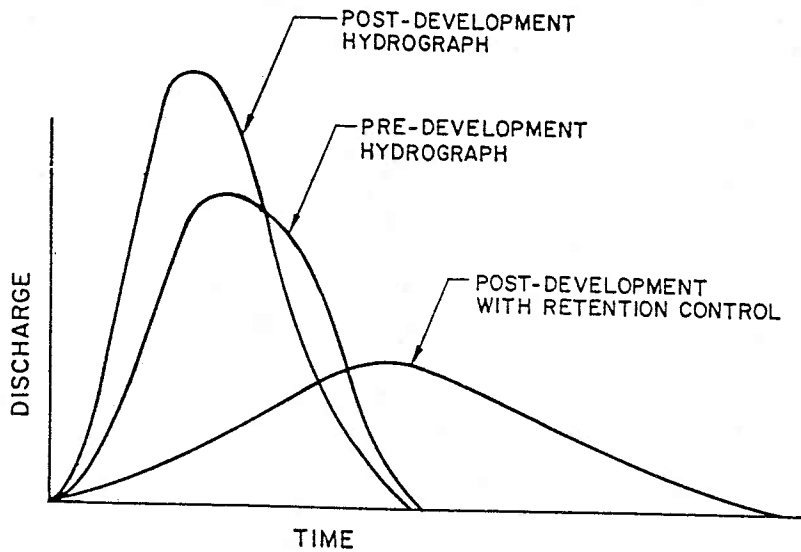 POST-DEVELOPMENT
HYDROGRAPH
PRE-DEVELOPMENT
HYDROGRAPH
POST-DEVELOPMENT
WITH RETENTION CONTROL
DISCHARGE
TIME